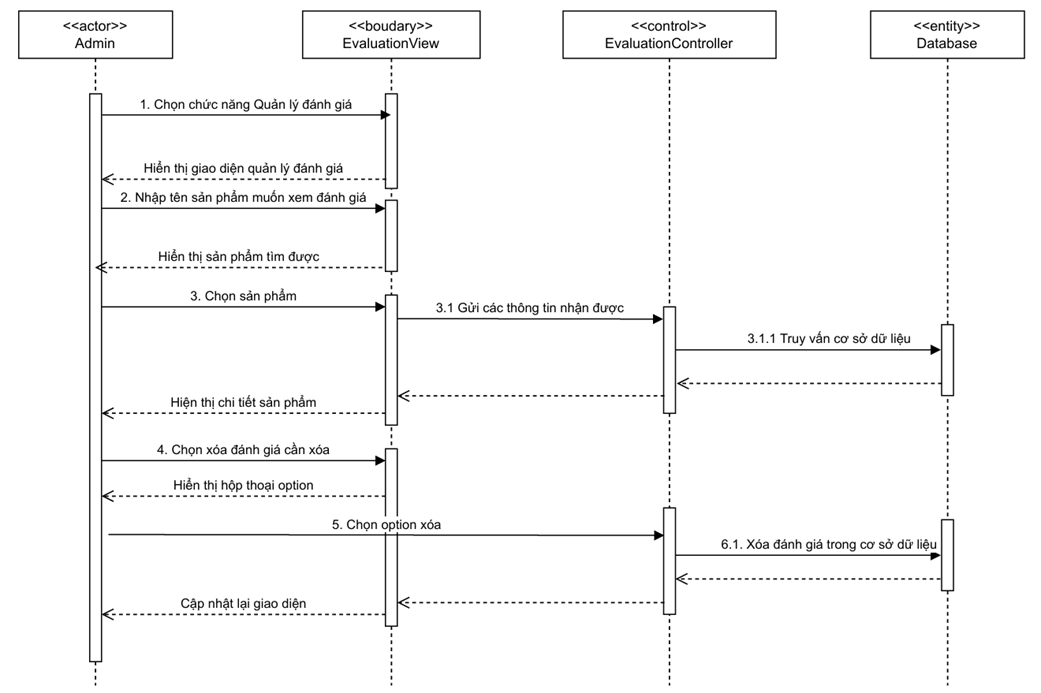 <<actor>>
Admin
<<boudary>>
EvaluationView
<<control>>
EvaluationController
<<entity>>
Database
1. Chọn chức năng Quản lý đánh giá
Hiển thị giao diện quản lý đánh giá
2. Nhập tên sản phẩm muốn xem đánh giá
Hiển thị sản phẩm tìm được
3. Chọn sản phẩm
3.1 Gửi các thông tin nhận được
3.1.1 Truy vấn cơ sở dữ liệu
Hiện thị chi tiết sản phẩm
4. Chọn xóa đánh giá cần xóa
Hiển thị hộp thoại option
5. Chọn option xóa
6.1. Xóa đánh giá trong cơ sở dữ liệu
Cập nhật lại giao diện